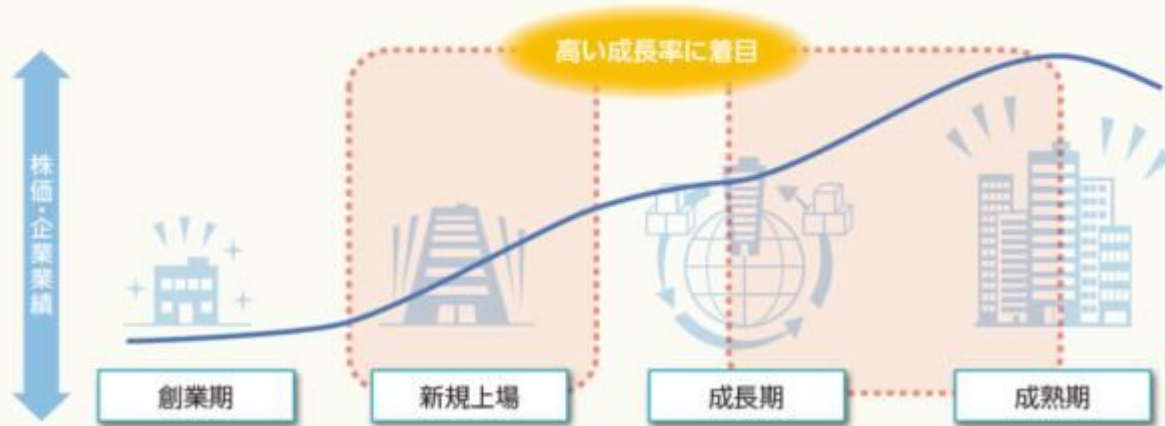 高い成長率に着目
株価・企業業績
創業期
新規上場
成長期
成熟期